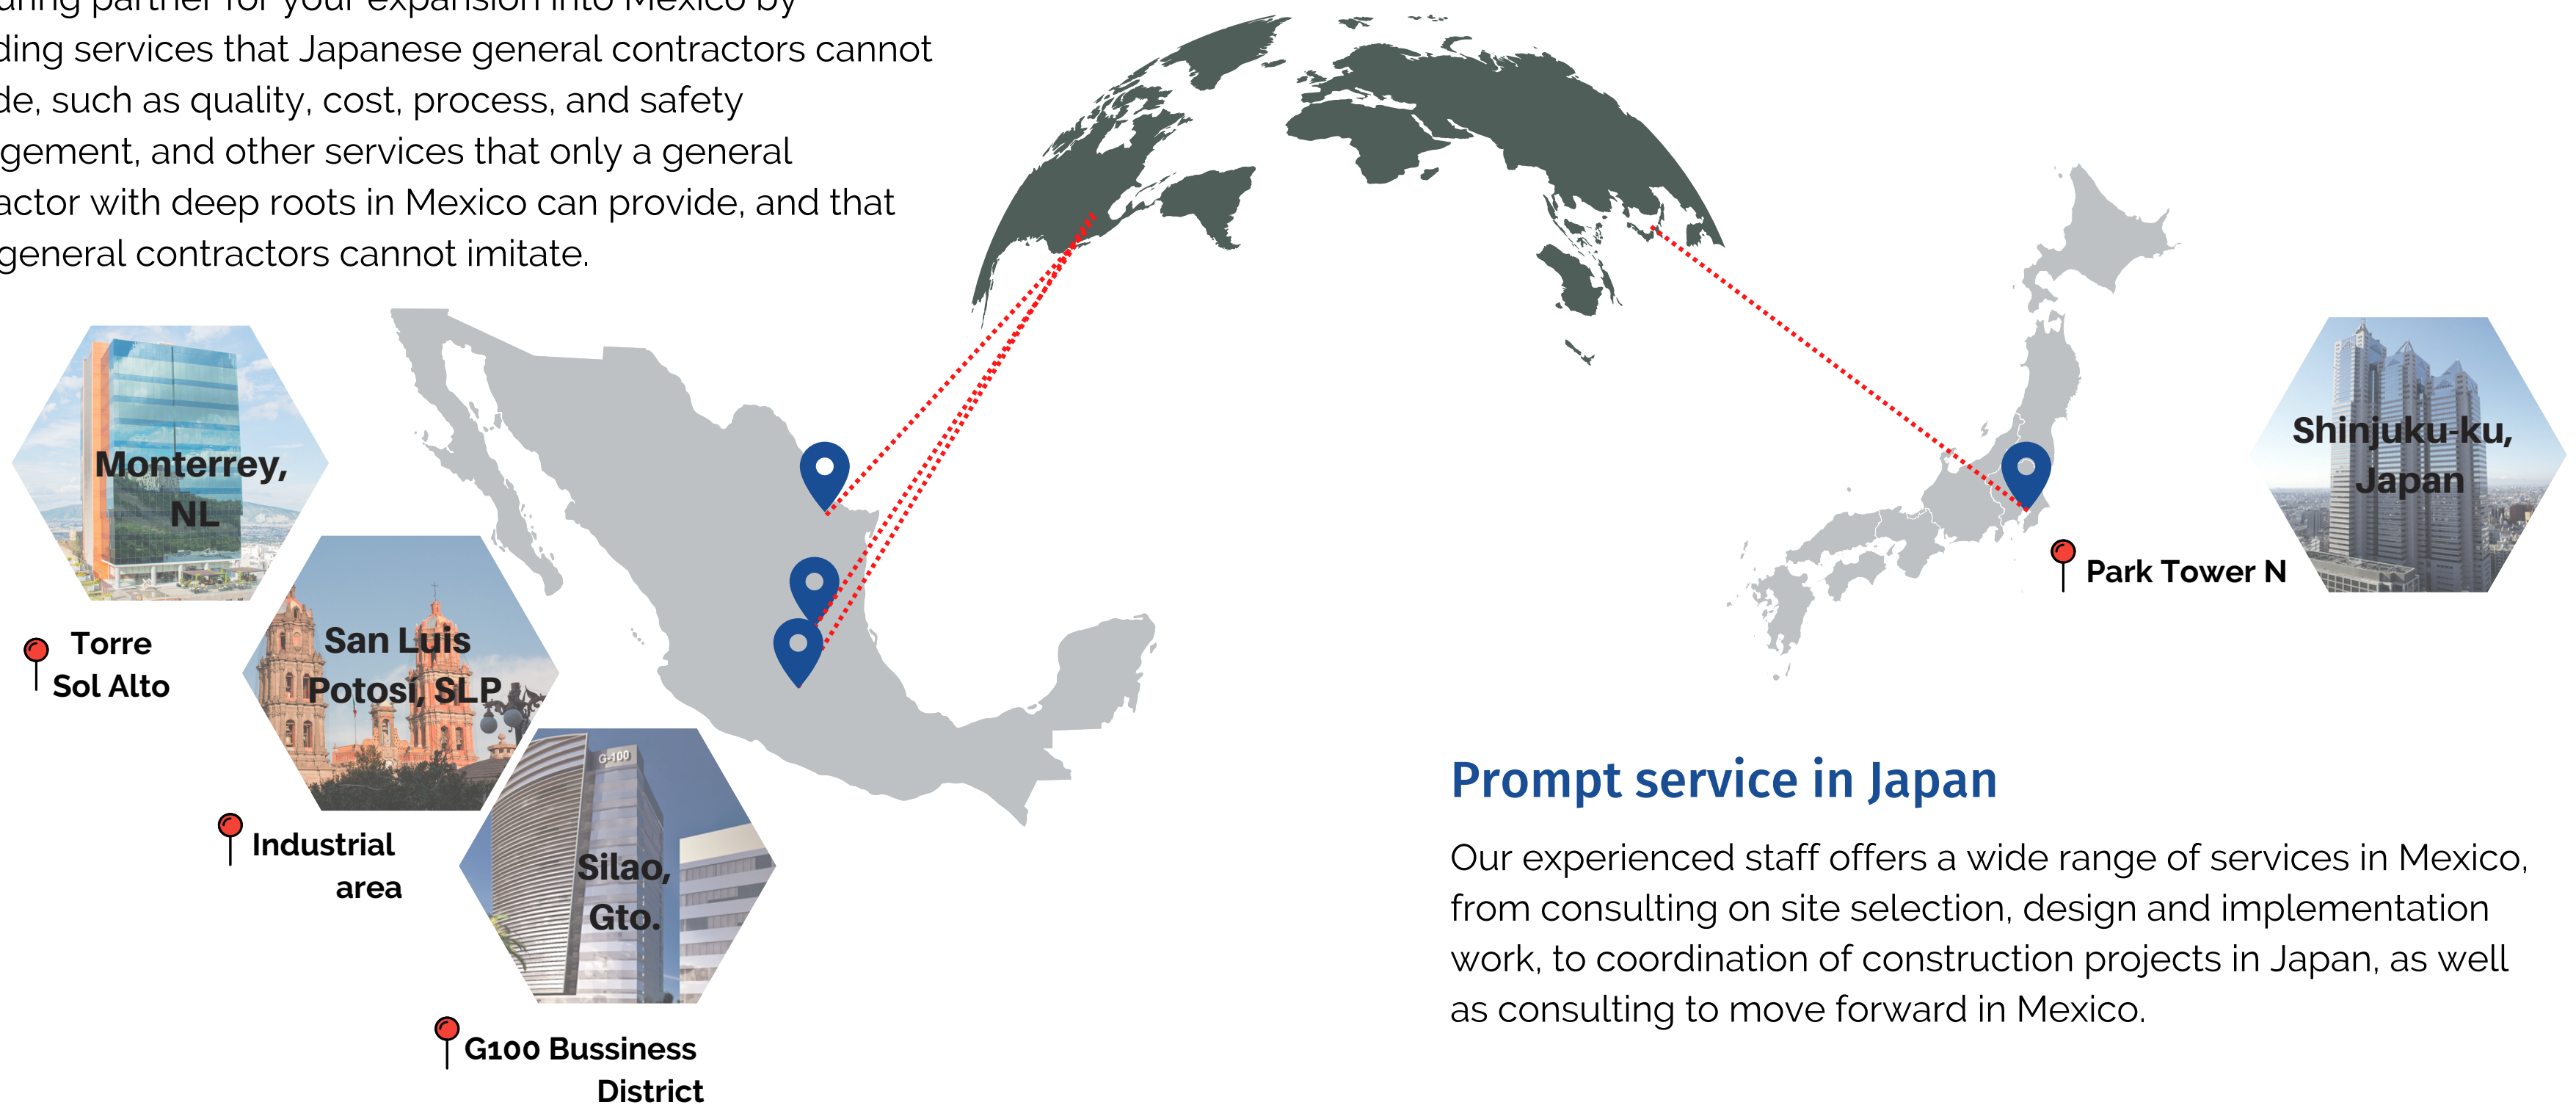 uring partner for your expansion into Mexico by
ding services that Japanese general contractors cannot
de, such as quality, cost, process, and safety
gement, and other services that only a general
actor with deep roots in Mexico can provide, and that
general contractors cannot imitate.
Monterrey,
NL
Torre
Sol Alto
San Luis
Potosí, SLP
Industrial
area
G-100
Silao,
Gto.
G100 Bussiness
District
Shinjuku-ku,
Japan
Park Tower N
Prompt service in Japan
Our experienced staff offers a wide range of services in Mexico,
from consulting on site selection, design and implementation
work, to coordination of construction projects in Japan, as well
as consulting to move forward in Mexico.